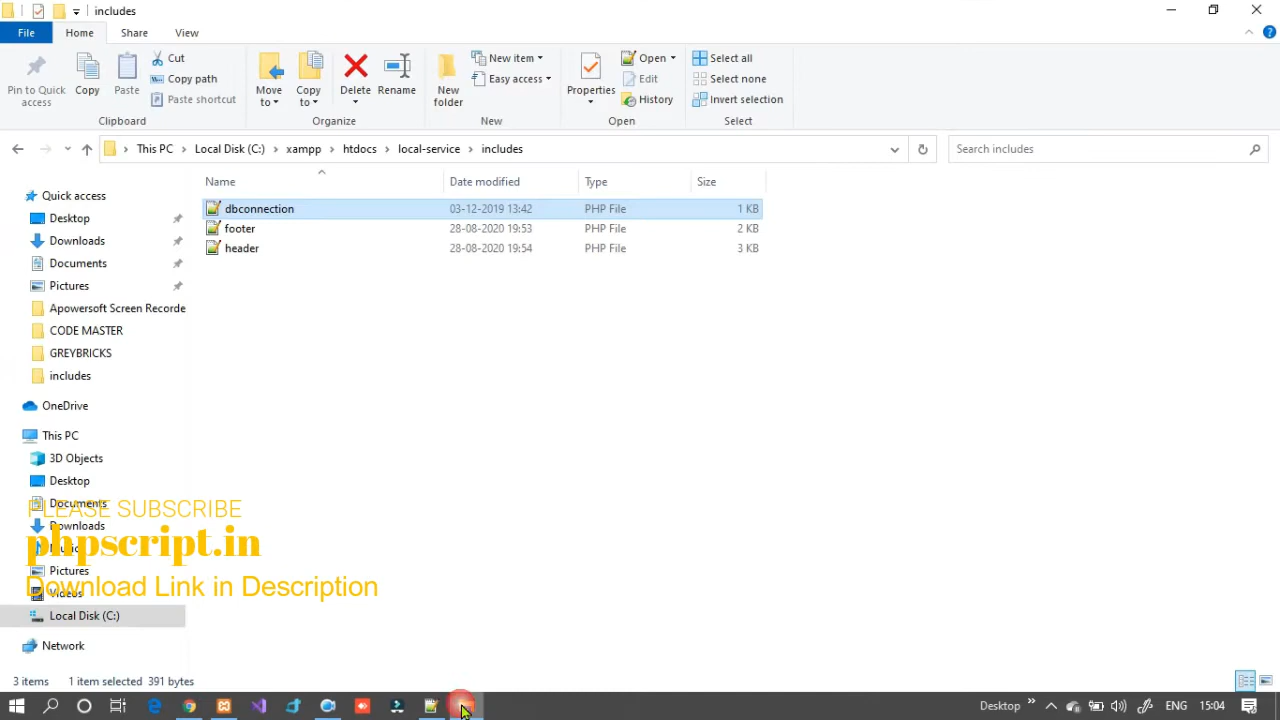 includes
File Home Share View
Pin to Quick access
Copy
Paste
Cut
Copy path
Paste shortcut
Clipboard
Move to
Copy to
Delete
Rename
Organize
New folder
New item
Easy access
New
Properties
Open
Edit
History
Open
Select all
Select none
Invert selection
Select
This PC > Local Disk (C:) > xampp > htdocs > local-service > includes
Search includes
Name Date modified Type Size
dbconnection 03-12-2019 13:42 PHP File 1 KB
footer 28-08-2020 19:53 PHP File 2 KB
header 28-08-2020 19:54 PHP File 3 KB
Quick access
Desktop
Downloads
Documents
Pictures
Apowersoft Screen Recorde
CODE MASTER
GREYBRICKS
includes
OneDrive
This PC
3D Objects
Desktop
Documents
Downloads
Pictures
Videos
Local Disk (C:)
Network
PLEASE SUBSCRIBE
phpscript.in
Download Link in Description
3 items 1 item selected 391 bytes
Desktop ENG 15:04